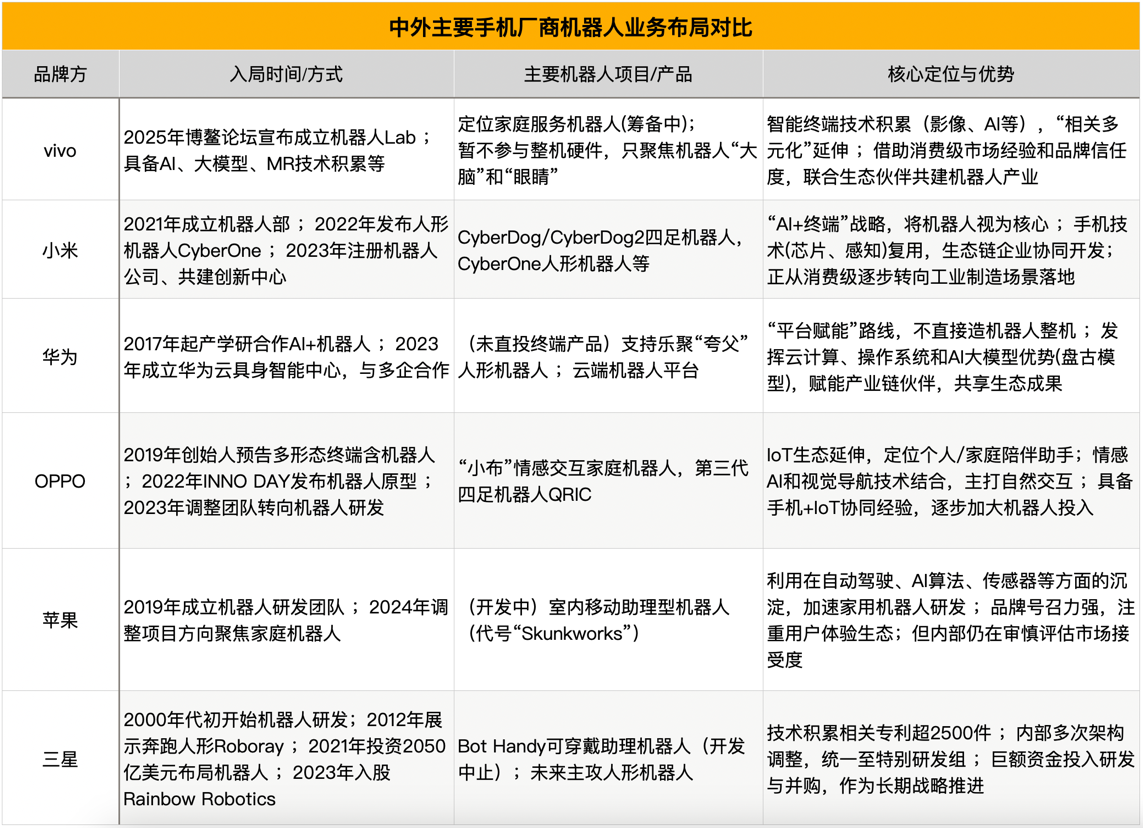 中外主要手机厂商机器人业务布局对比
品牌方
入局时间/方式
主要机器人项目/产品
核心定位与优势
vivo
2025年博鳌论坛宣布成立机器人Lab ；
具备AI、大模型、MR技术积累等
定位家庭服务机器人(筹备中)；
暂不参与整机硬件，只聚焦机器人“大
脑”和“眼睛”
智能终端技术积累（影像、AI等），“相关多
元化”延伸 ；借助消费级市场经验和品牌信任
度，联合生态伙伴共建机器人产业
小米
2021年成立机器人部 ；2022年发布人形
机器人CyberOne ；2023年注册机器人
公司、共建创新中心
CyberDog/CyberDog2四足机器人，
CyberOne人形机器人等
“AI+终端”战略，将机器人视为核心 ；手机技
术(芯片、感知)复用，生态链企业协同开发；
正从消费级逐步转向工业制造场景落地
华为
2017年起产学研合作AI+机器人 ；2023
年成立华为云具身智能中心，与多企合作
（未直投终端产品）支持乐聚“夸父”
人形机器人 ；云端机器人平台
“平台赋能”路线，不直接造机器人整机 ；发
挥云计算、操作系统和AI大模型优势(盘古模
型)，赋能产业链伙伴，共享生态成果
OPPO
2019年创始人预告多形态终端含机器人
；2022年INNO DAY发布机器人原型 ；
2023年调整团队转向机器人研发
“小布”情感交互家庭机器人，第三代
四足机器人QRIC
IoT生态延伸，定位个人/家庭陪伴助手；情感
AI和视觉导航技术结合，主打自然交互 ；具备
手机+IoT协同经验，逐步加大机器人投入
苹果
2019年成立机器人研发团队 ；2024年调
整项目方向聚焦家庭机器人
（开发中）室内移动助理型机器人
（代号“Skunkworks”）
利用在自动驾驶、AI算法、传感器等方面的沉
淀，加速家用机器人研发 ；品牌号召力强，注
重用户体验生态；但内部仍在审慎评估市场接
受度
三星
2000年代初开始机器人研发；2012年展
示奔跑人形Roboray ；2021年投资2050
亿美元布局机器人 ；2023年入股
Rainbow Robotics
Bot Handy可穿戴助理机器人（开发
中止）；未来主攻人形机器人
技术积累相关专利超2500件 ；内部多次架构
调整，统一至特别研发组 ；巨额资金投入研发
与并购，作为长期战略推进